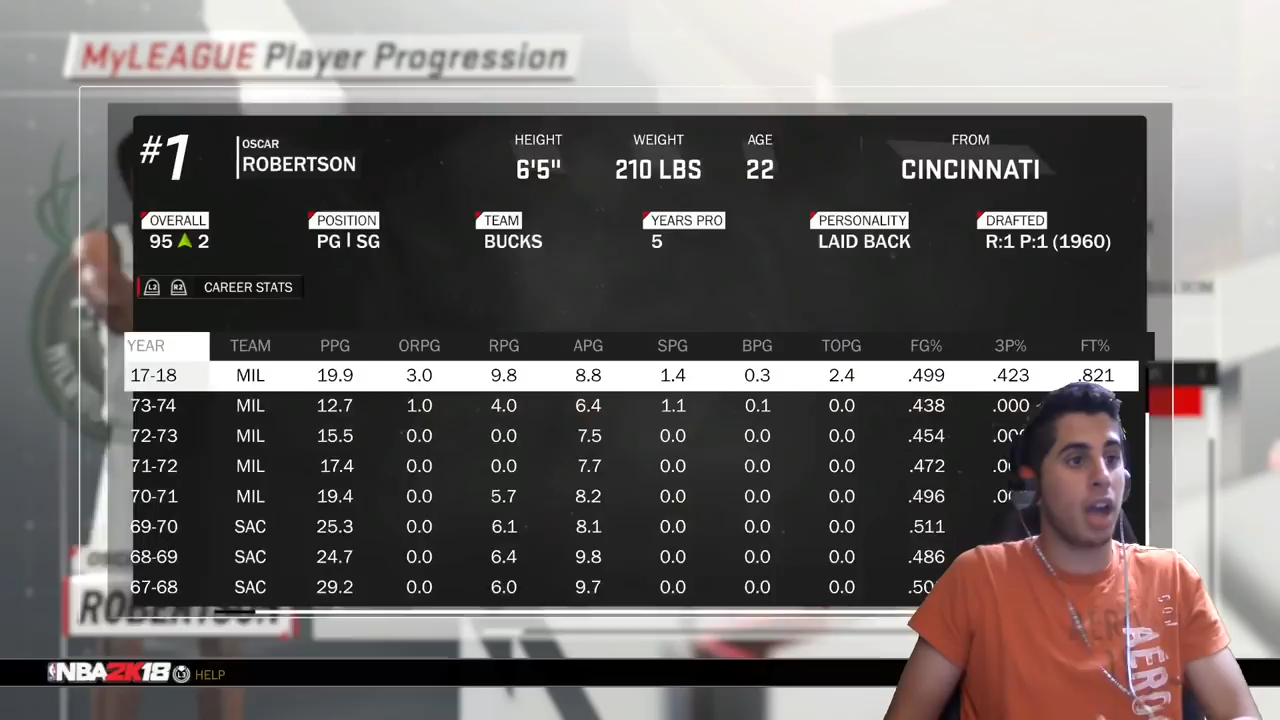 MyLEAGUE Player Progression
#1 OSCAR ROBERTSON
HEIGHT WEIGHT AGE FROM
6'5" 210 LBS 22 CINCINNATI
OVERALL POSITION TEAM YEARS PRO PERSONALITY DRAFTED
95 2 PG | SG BUCKS 5 LAID BACK R:1 P:1 (1960)
L2 R2 CAREER STATS
YEAR TEAM PPG ORPG RPG APG SPG BPG TOPG FG% 3P% FT%
17-18 MIL 19.9 3.0 9.8 8.8 1.4 0.3 2.4 .499 .423 .821
73-74 MIL 12.7 1.0 4.0 6.4 1.1 0.1 0.0 .438 .000
72-73 MIL 15.5 0.0 0.0 7.5 0.0 0.0 0.0 .454
71-72 MIL 17.4 0.0 0.0 7.7 0.0 0.0 0.0 .472
70-71 MIL 19.4 0.0 5.7 8.2 0.0 0.0 0.0 .496
69-70 SAC 25.3 0.0 6.1 8.1 0.0 0.0 0.0 .511
68-69 SAC 24.7 0.0 6.4 9.8 0.0 0.0 0.0 .486
67-68 SAC 29.2 0.0 6.0 9.7 0.0 0.0 0.0
ROBERTSON
NBA2K18 HELP
AERO